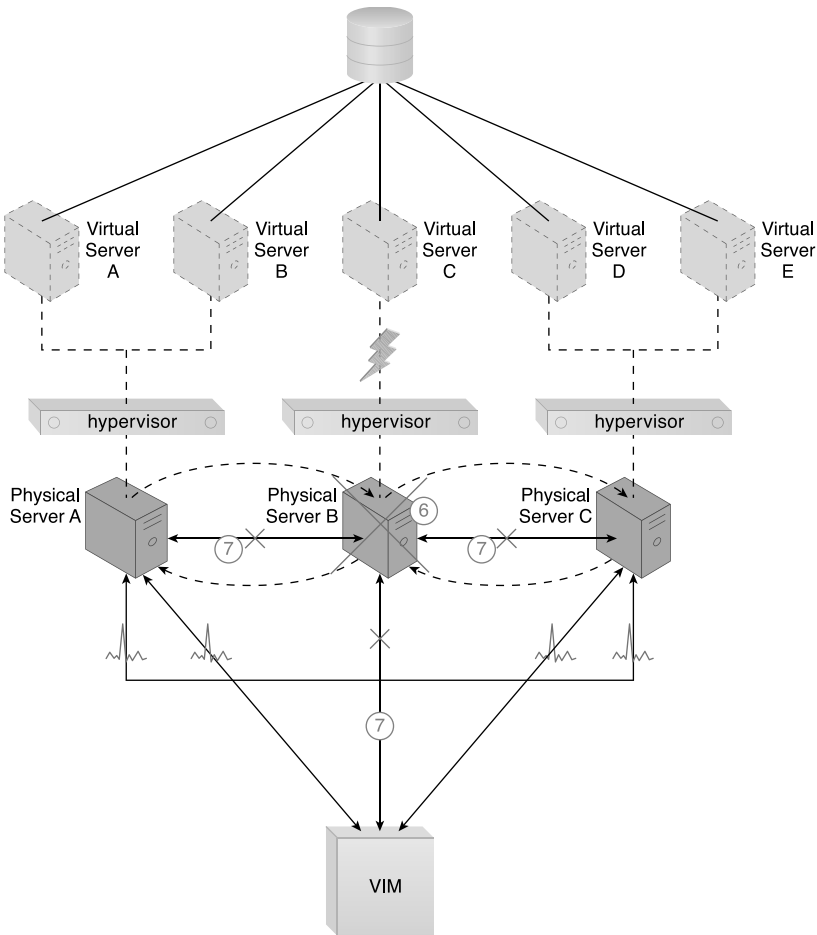 Virtual
Server
A
Virtual
Server
B
Virtual
Server
C
Virtual
Server
D
Virtual
Server
E
hypervisor
hypervisor
hypervisor
Physical
Server A
Physical
Server B
Physical
Server C
6
7
7
7
VIM